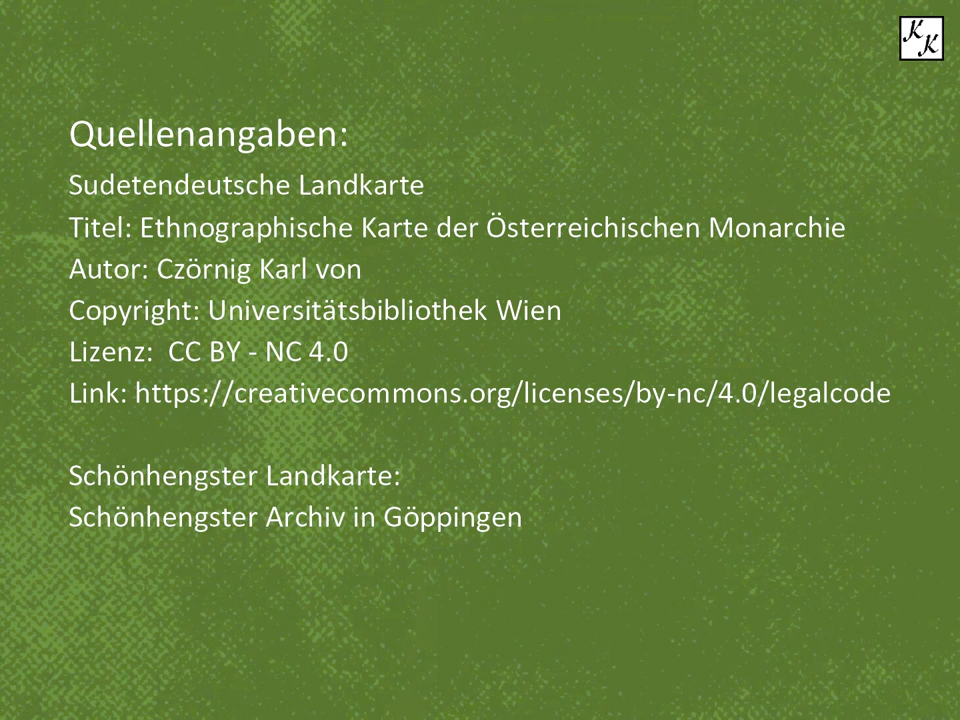 K
K
Quellenangaben:
Sudetendeutsche Landkarte
Titel: Ethnographische Karte der Österreichischen Monarchie
Autor: Czörnig Karl von
Copyright: Universitätsbibliothek Wien
Lizenz:  CC BY - NC 4.0
Link: https://creativecommons.org/licenses/by-nc/4.0/legalcode
Schönhengster Landkarte:
Schönhengster Archiv in Göppingen